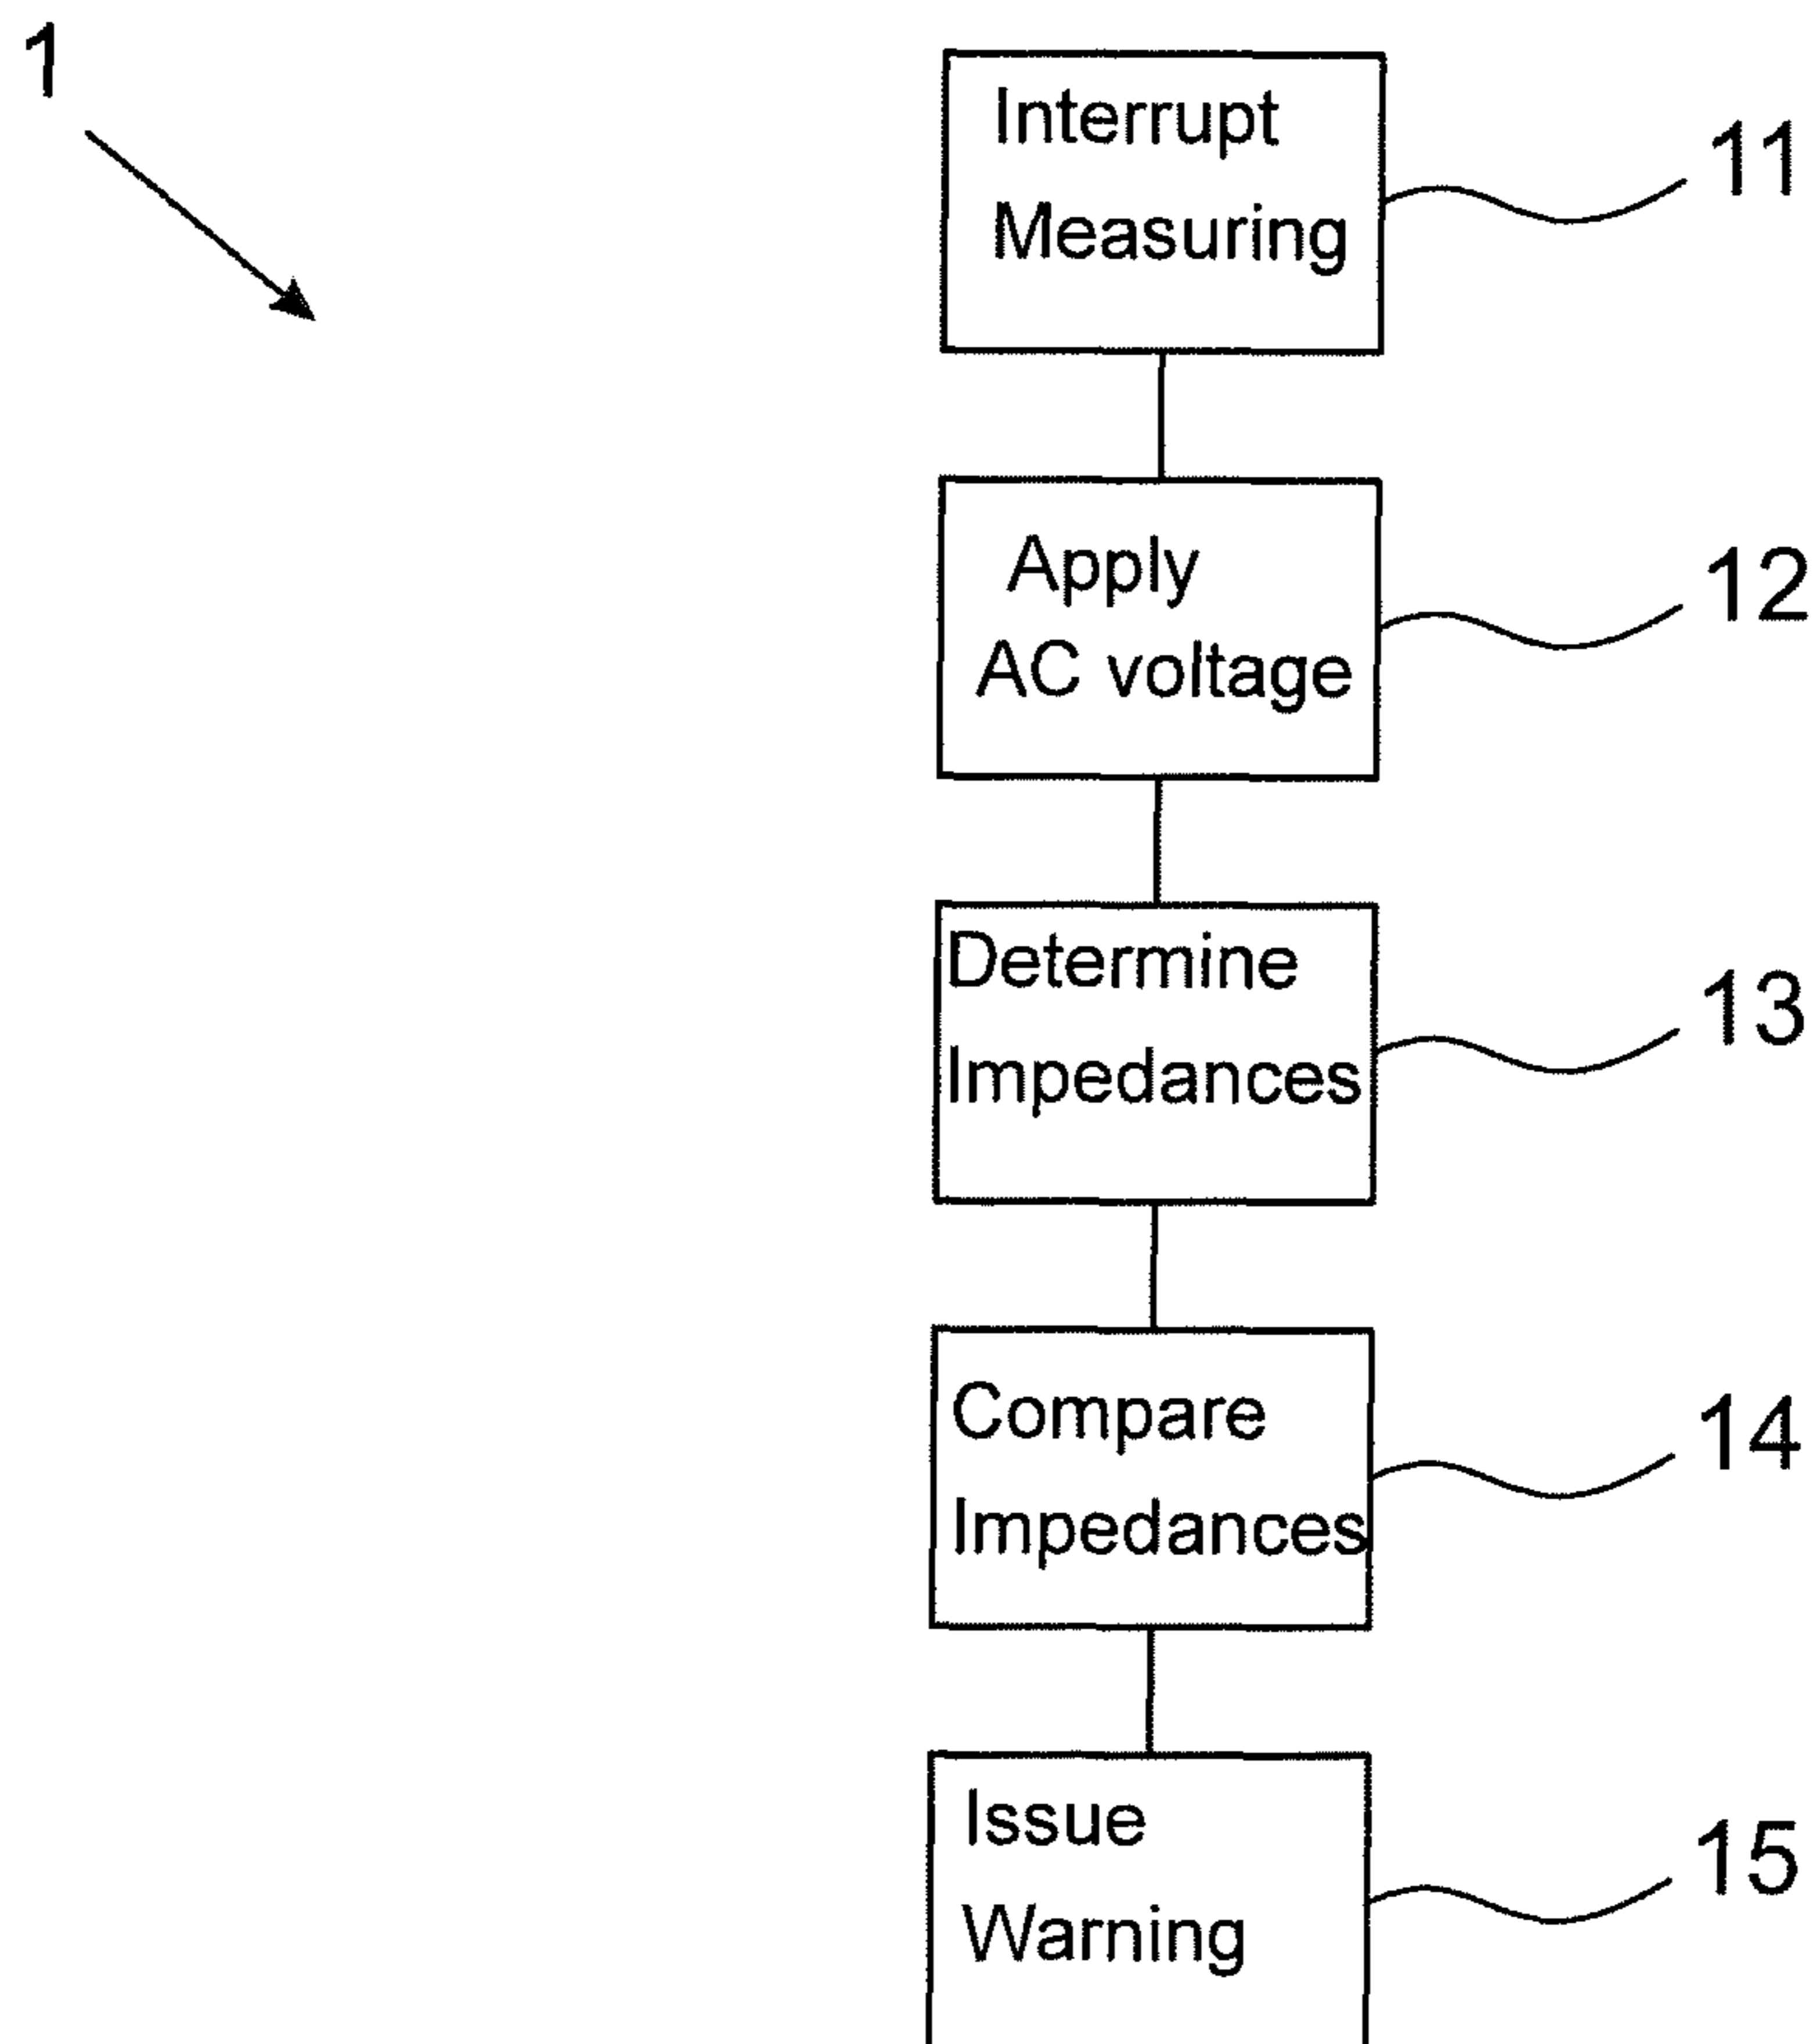 1
Interrupt
Measuring
11
Apply
AC voltage
12
Determine
Impedances
13
Compare
Impedances
14
Issue
Warning
15